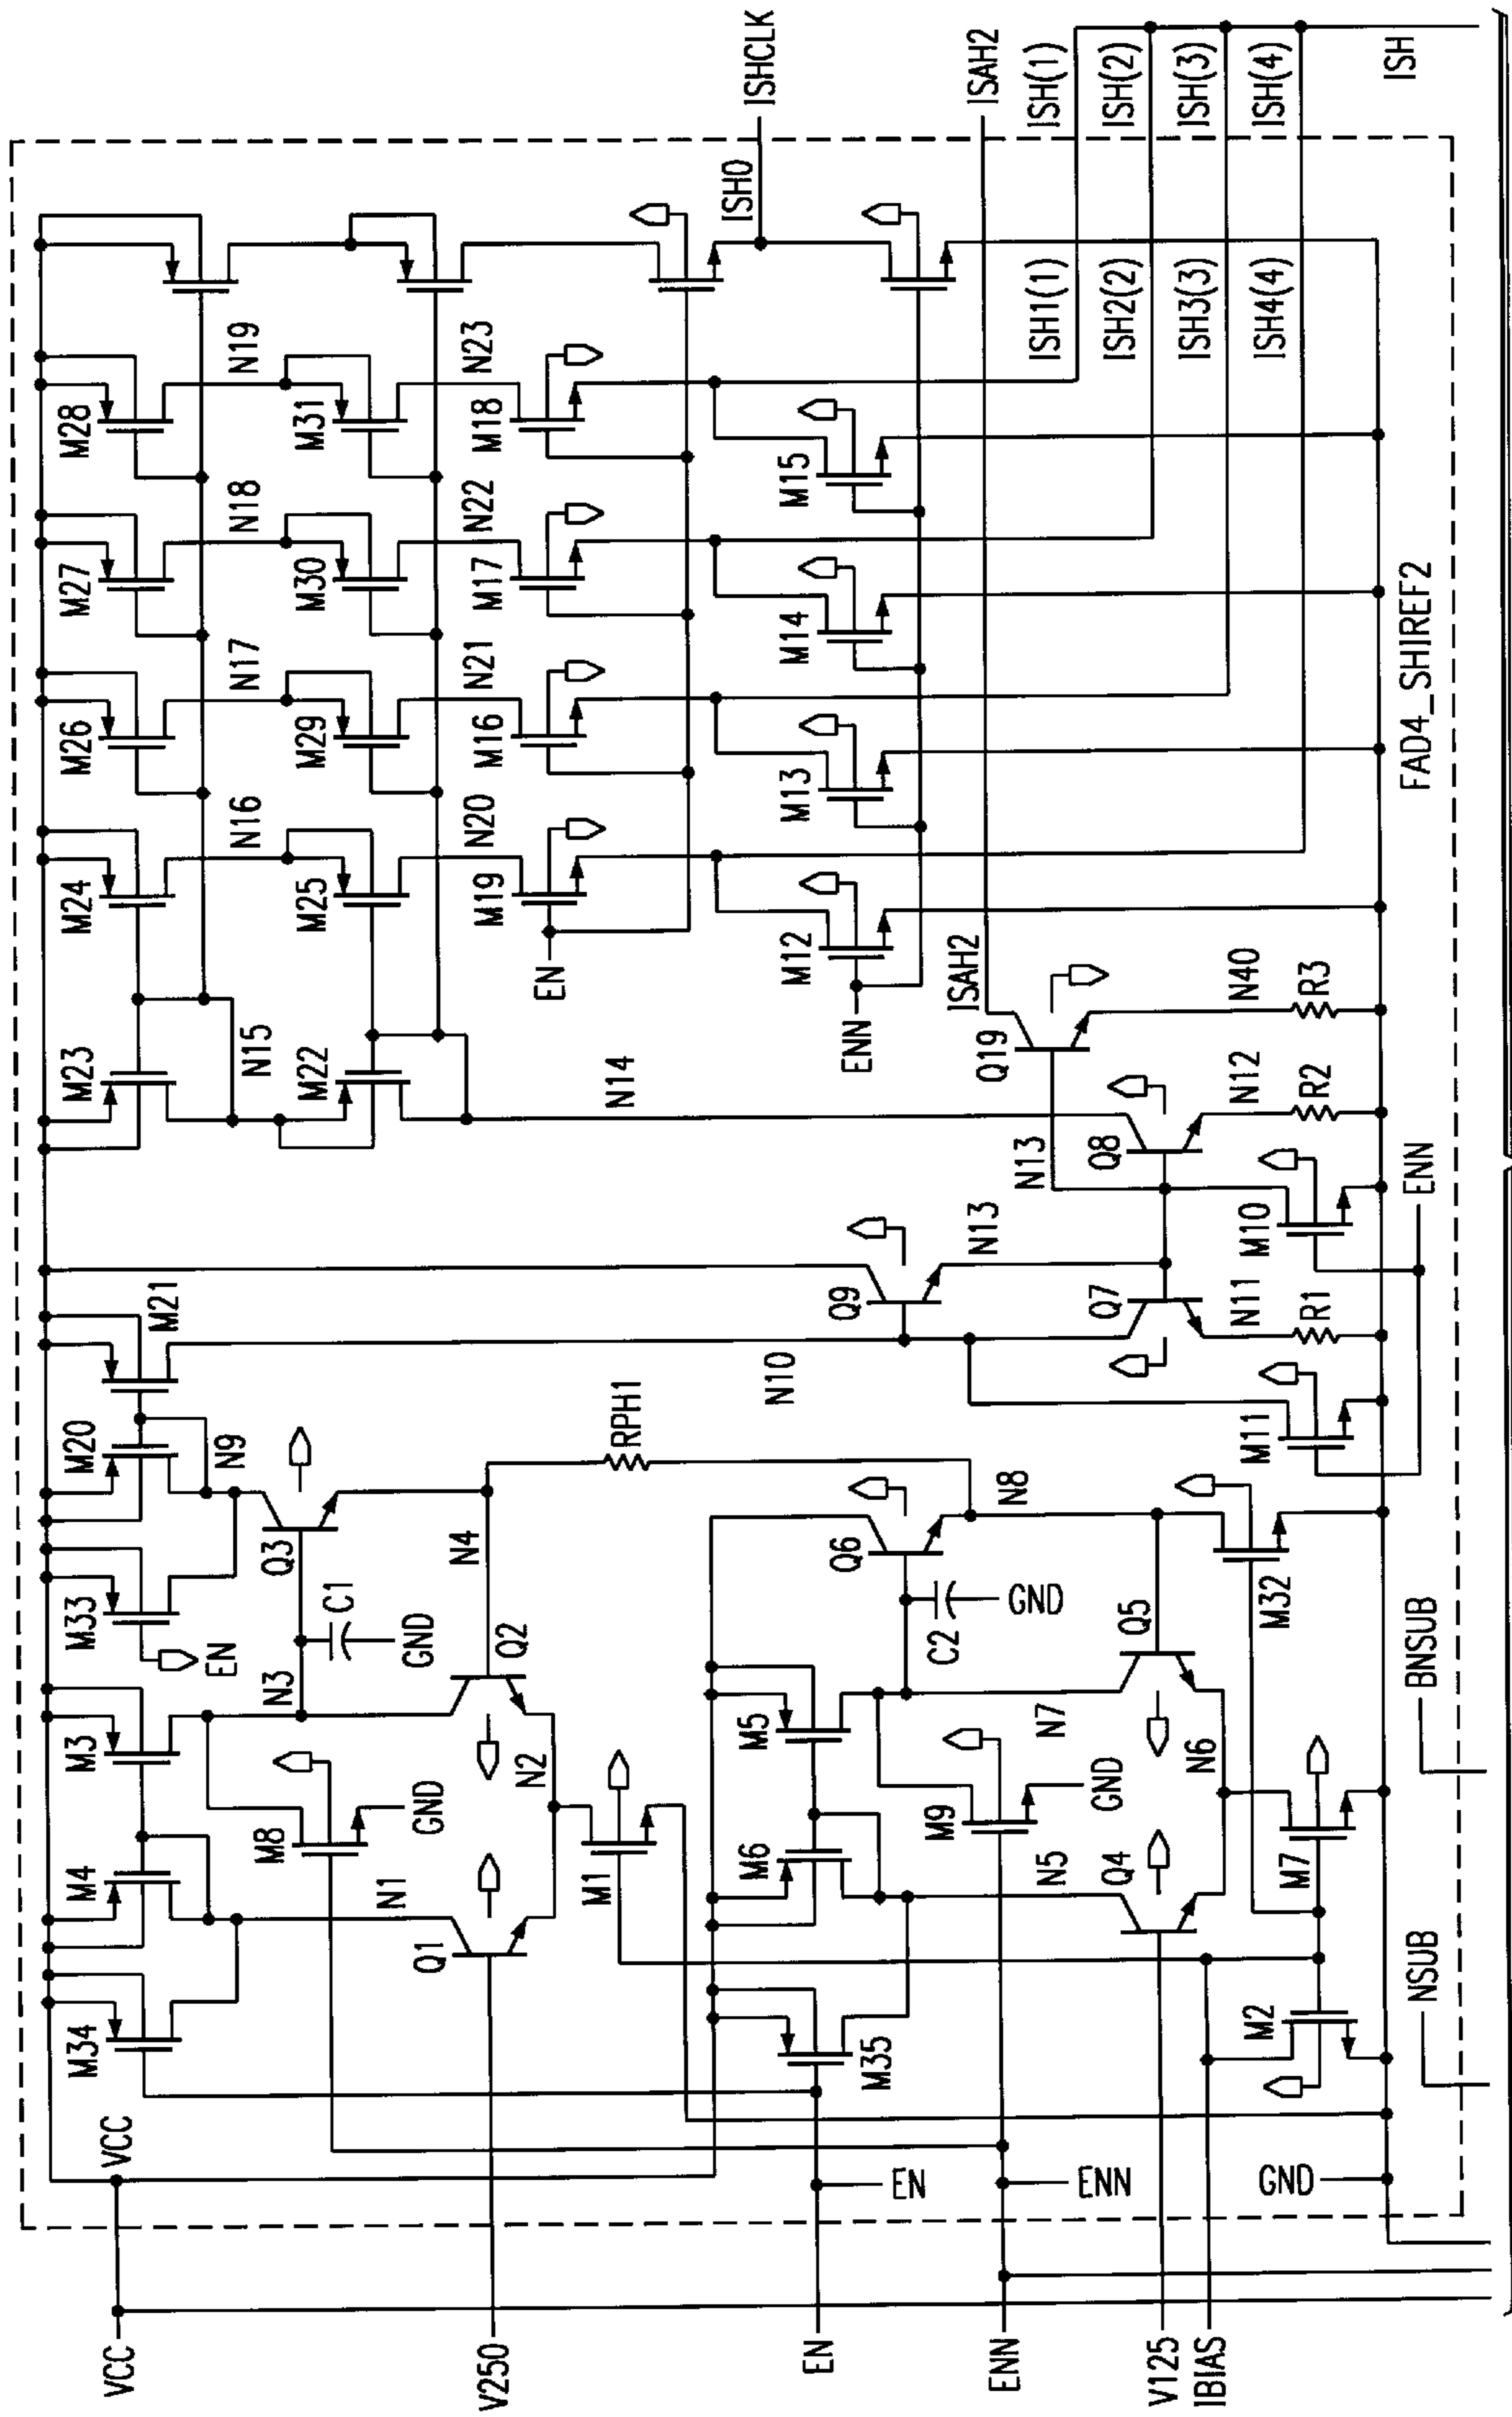 VCC
V250
EN
ENN
V125
IBIAS
VCC
M34
M4
M3
M33
M20
M21
EN
N9
N3
C1
GND
Q3
M8
GND
N1
Q1
N2
Q2
N4
M1
RPH1
M35
M6
M5
EN
ENN
GND
M9
GND
N5
Q4
N7
N6
C2
GND
Q6
Q5
N8
M32
M2
M7
NSUB
BNSUB
N10
Q9
N13
Q7
N11
R1
M11
M10
ENN
N13
Q8
N12
R2
Q19
N40
R3
N14
M23
N15
M22
M24
N16
M25
N20
M19
EN
M12
ENN
ISAH2
M26
N17
M29
N21
M16
M13
M27
N18
M30
N22
M17
M14
M28
N19
M31
N23
M18
M15
ISH0
ISHCLK
ISAH2
ISH1(1)
ISH(1)
ISH2(2)
ISH(2)
ISH3(3)
ISH(3)
ISH4(4)
ISH(4)
ISH
FAD4_SHIREF2